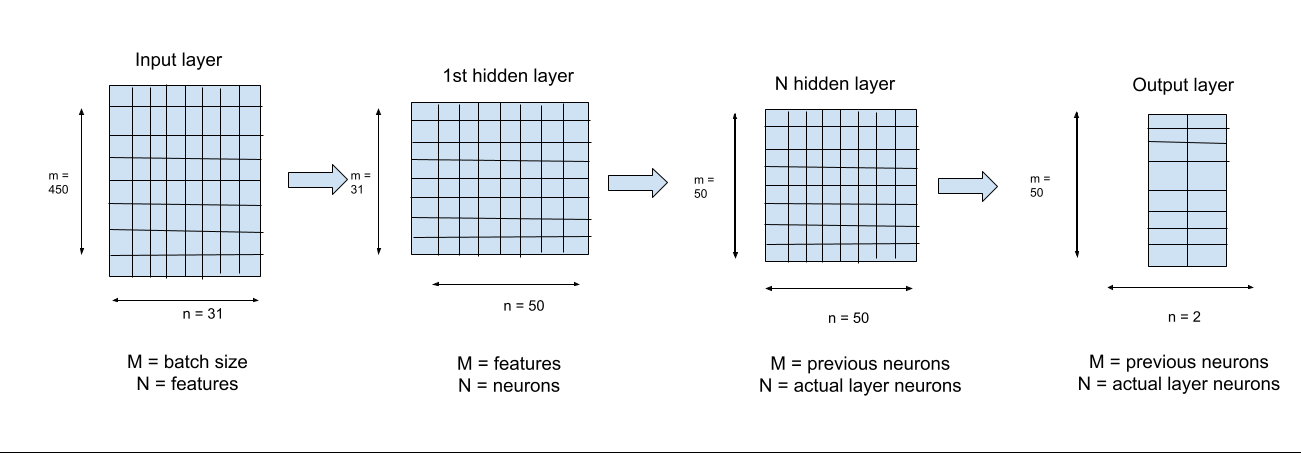 Input layer
m =
450
n = 31
M = batch size
N = features
1st hidden layer
m =
31
n = 50
M = features
N = neurons
N hidden layer
m =
50
n = 50
M = previous neurons
N = actual layer neurons
Output layer
m =
50
n = 2
M = previous neurons
N = actual layer neurons